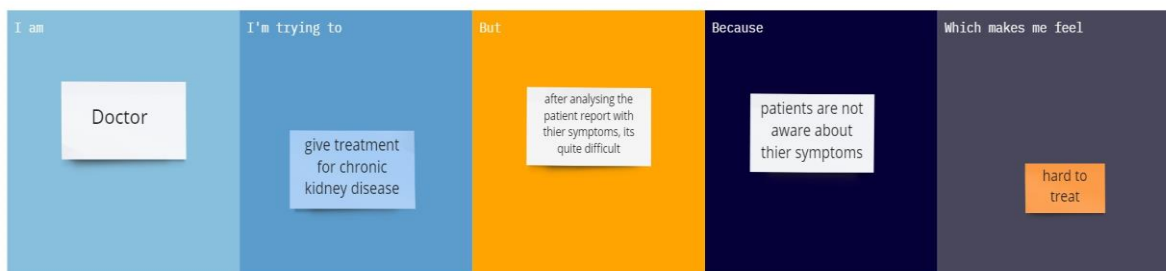 I am
Doctor
I'm trying to
give treatment
for chronic
kidney disease
But
after analysing the
patient report with
thier symptoms, its
quite difficult
Because
patients are not
aware about
thier symptoms
Which makes me feel
hard to
treat